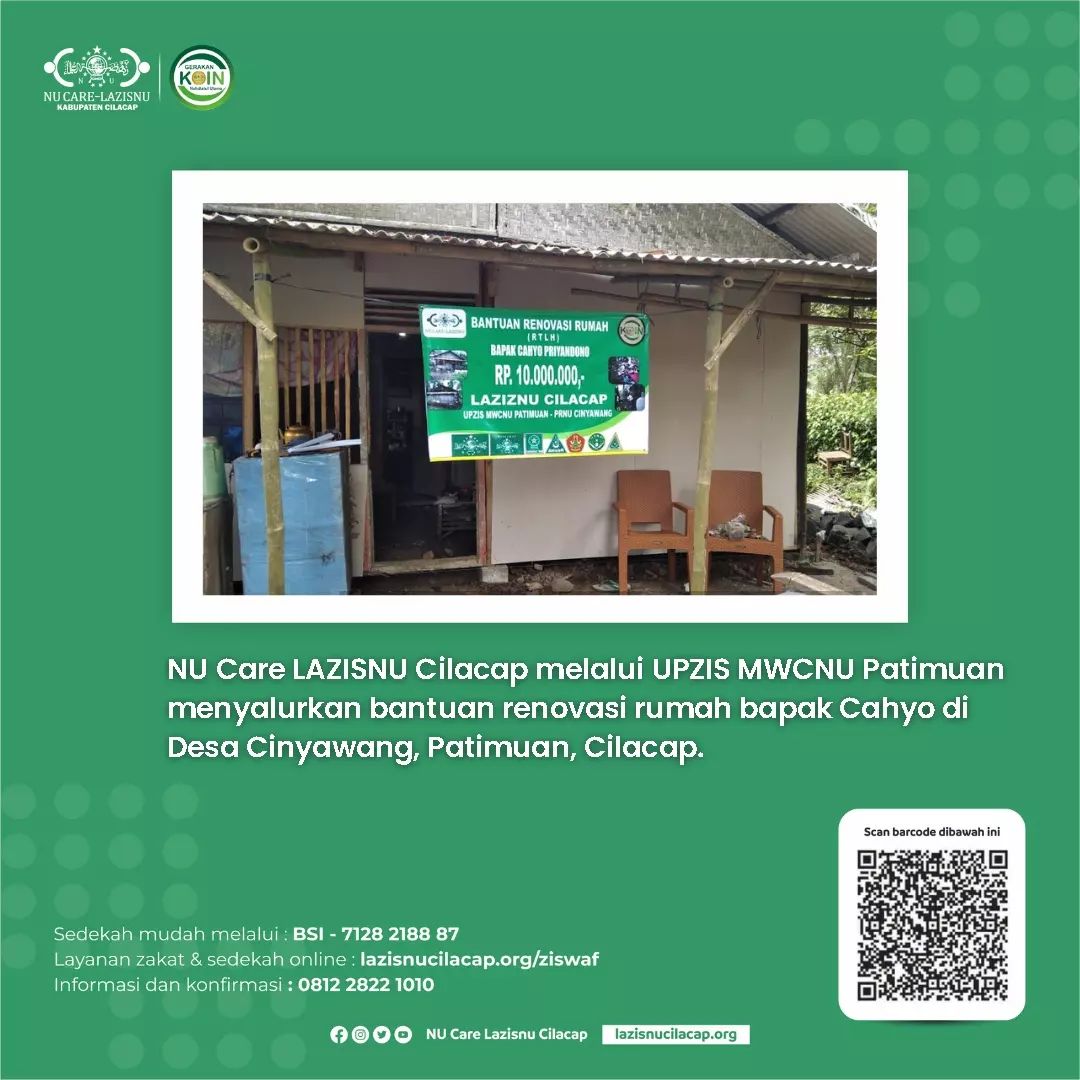 N U
NU CARE-LAZISNU
KABUPATEN CILACAP
GERAKAN
KOIN
Nahdlatul Ulama
BANTUAN RENOVASI RUMAH
(RTLH)
BAPAK CAHYO PRIYANDONO
RP. 10.000.000,-
LAZIZNU CILACAP
UPZIS MWCNU PATIMUAN - PRNU CINYAWANG
NU Care LAZISNU Cilacap melalui UPZIS MWCNU Patimuan
menyalurkan bantuan renovasi rumah bapak Cahyo di
Desa Cinyawang, Patimuan, Cilacap.
Scan barcode dibawah ini
Sedekah mudah melalui : BSI - 7128 2188 87
Layanan zakat & sedekah online : lazisnucilacap.org/ziswaf
Informasi dan konfirmasi : 0812 2822 1010
NU Care Lazisnu Cilacap lazisnucilacap.org